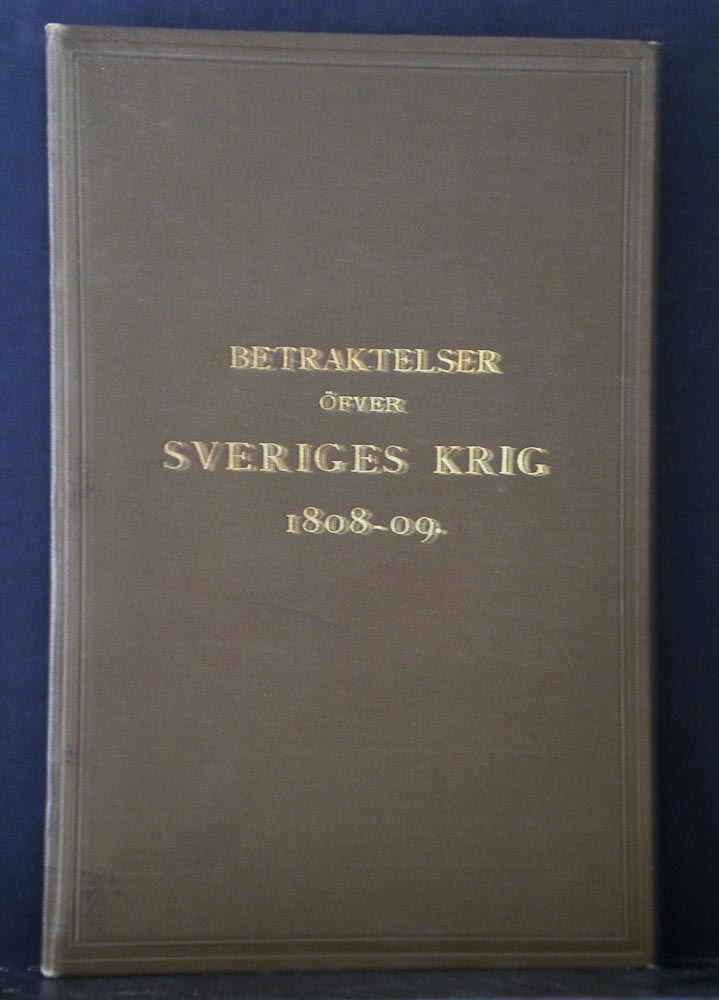 BETRAKTELSER
ÖFVER
SVERIGES KRIG
1808-09.